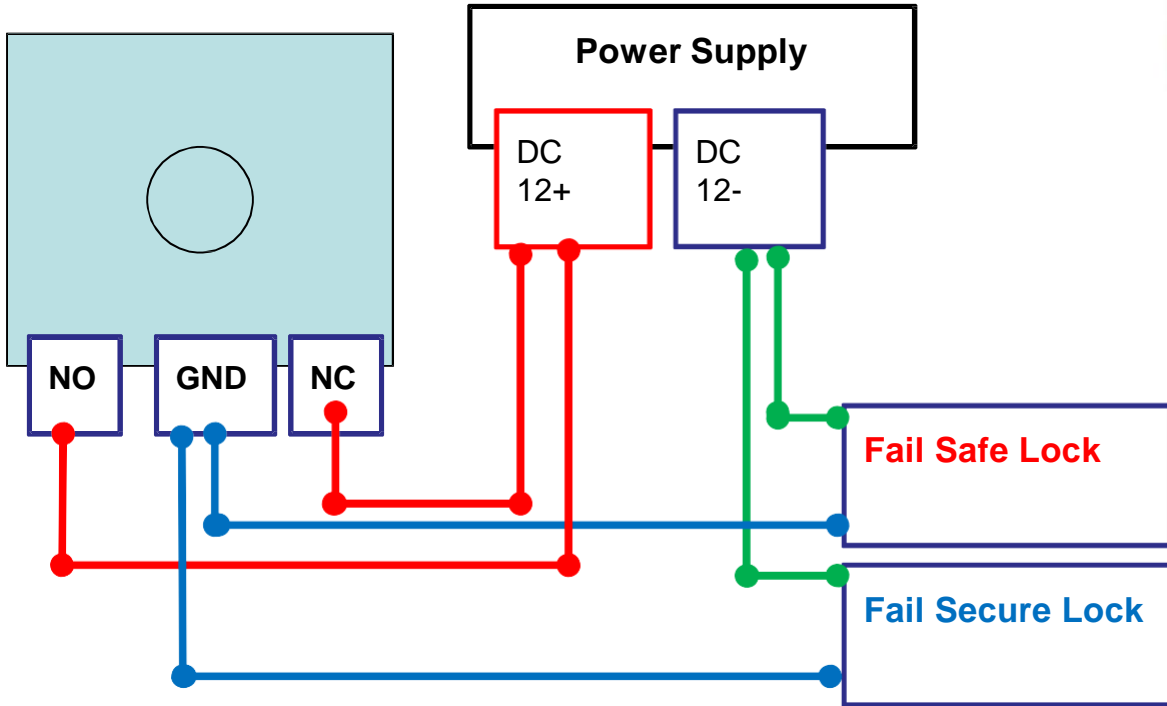 Power Supply
DC
12+
DC
12-
NO
GND
NC
Fail Safe Lock
Fail Secure Lock